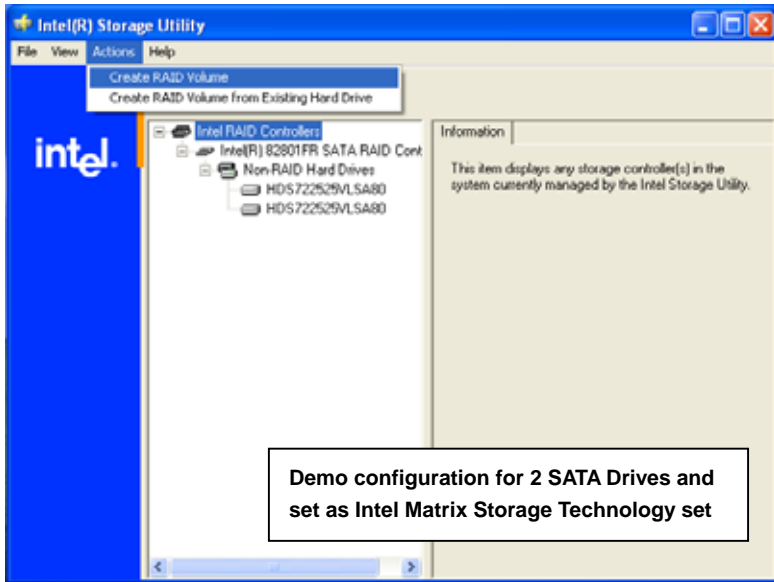 Intel(R) Storage Utility
File View Actions Help
Create RAID Volume
Create RAID Volume from Existing Hard Drive
intel.
Intel RAID Controllers
Intel(R) 82801FR SATA RAID Cont
Non-RAID Hard Drives
HDS722525VLSA80
HDS722525VLSA80
Information
This item displays any storage controller(s) in the
system currently managed by the Intel Storage Utility.
Demo configuration for 2 SATA Drives and
set as Intel Matrix Storage Technology set